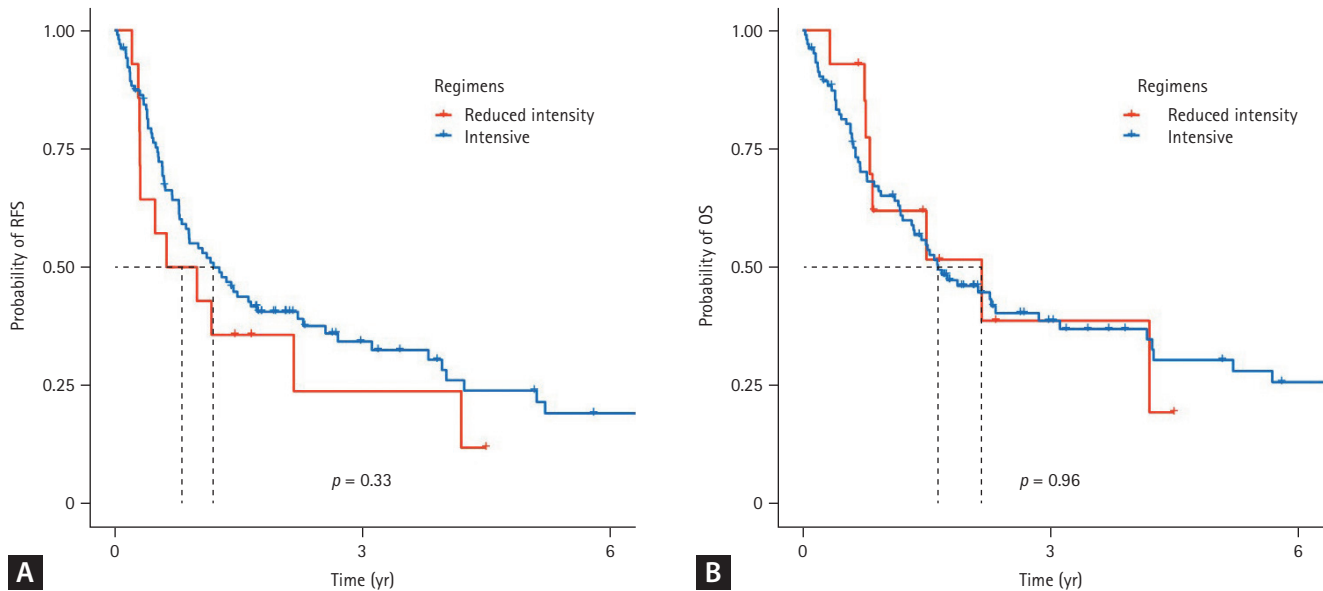 1.00
0.75
0.50
0.25
0
Probability of RFS
Regimens
Reduced intensity
Intensive
p = 0.33
0
3
6
Time (yr)
A
1.00
0.75
0.50
0.25
0
Probability of OS
Regimens
Reduced intensity
Intensive
p = 0.96
0
3
6
Time (yr)
B